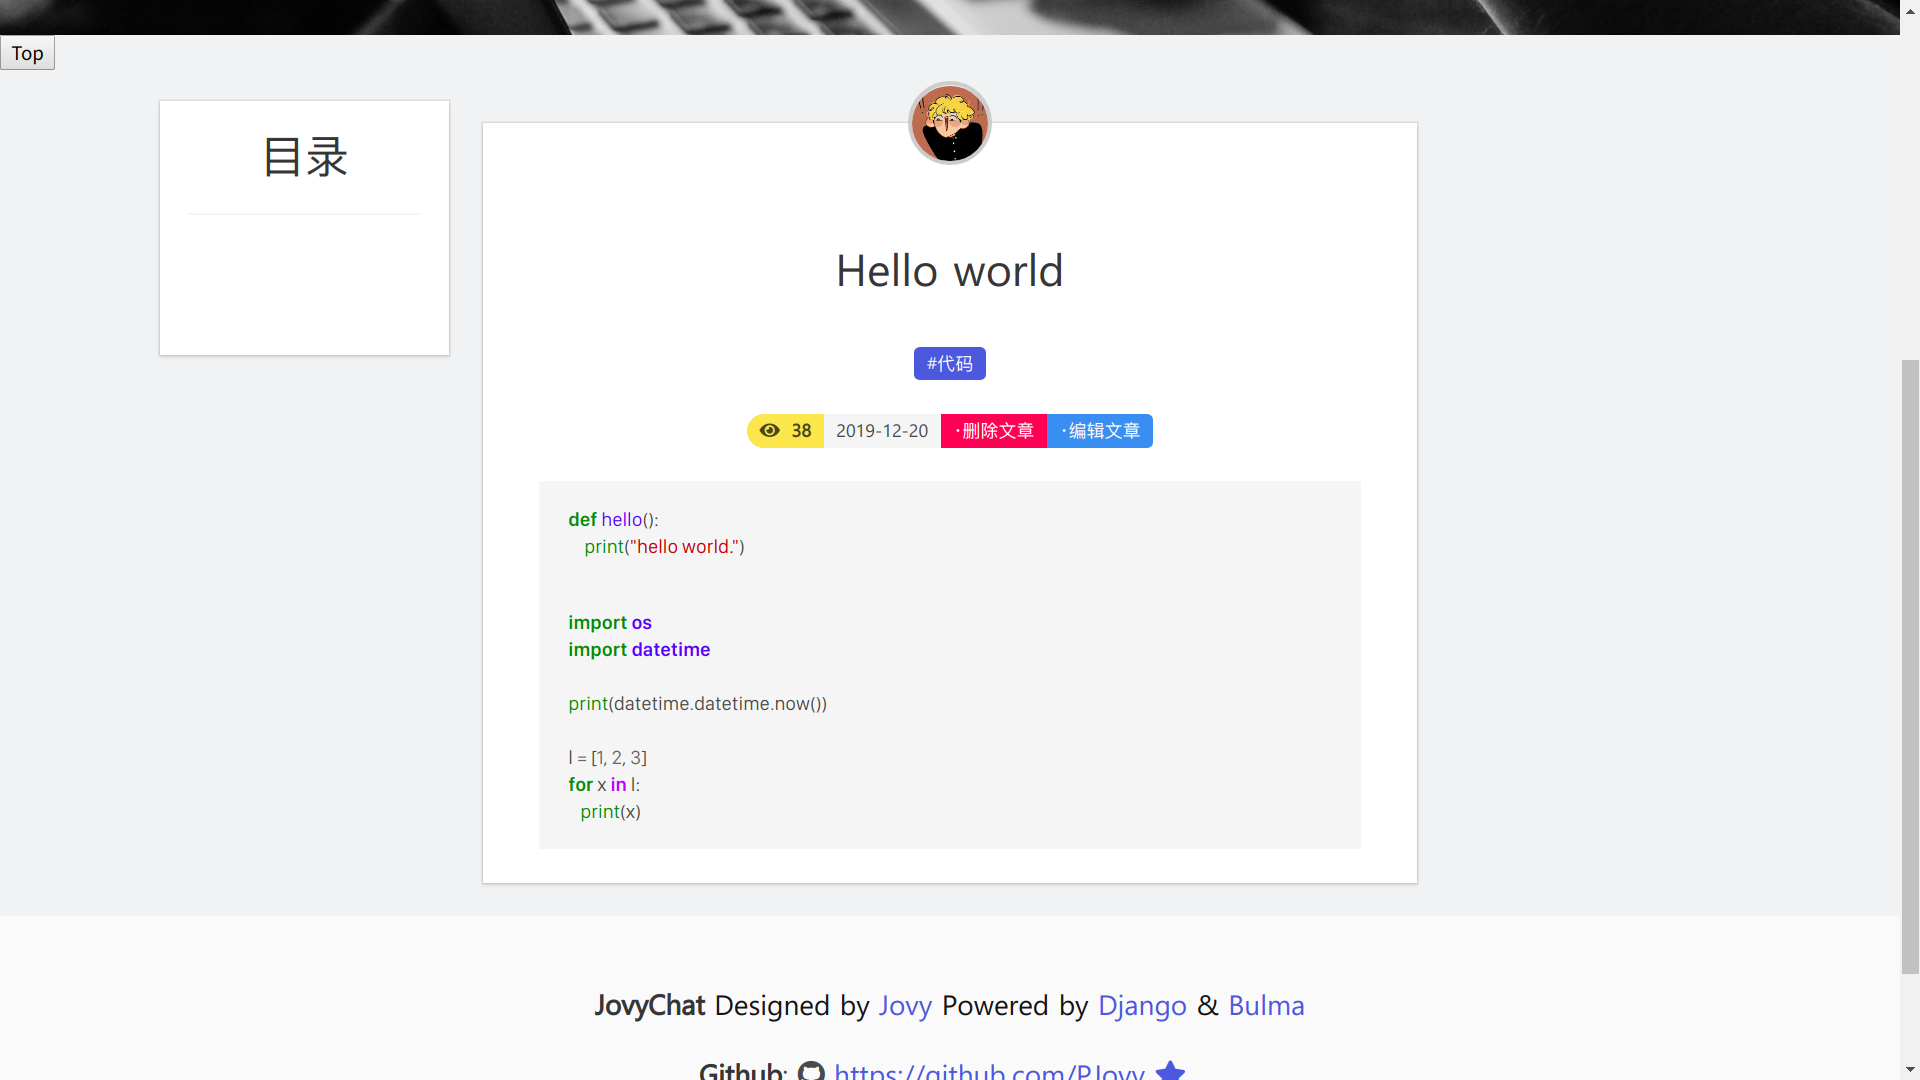 Top
目录
Hello world
#代码
38 2019-12-20 ·删除文章 ·编辑文章
def hello():
    print("hello world.")
import os
import datetime
print(datetime.datetime.now())
l = [1, 2, 3]
for x in l:
   print(x)
JovyChat Designed by Jovy Powered by Django & Bulma
Github: https://github.com/PJovy